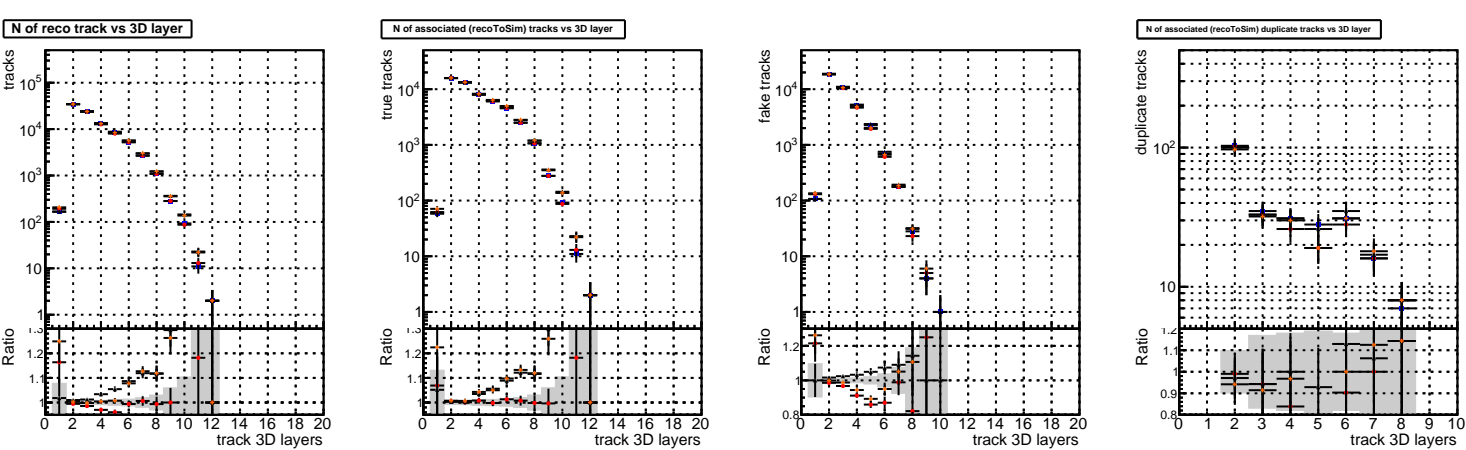 N of reco track vs 3D layer
tracks
10^5
10^4
10^3
10^2
10
1
Ratio
1.3
1.2
1.1
1
0 2 4 6 8 10 12 14 16 18 20
track 3D layers
N of associated (recoToSim) tracks vs 3D layer
true tracks
10^4
10^3
10^2
10
1
Ratio
1.3
1.2
1.1
1
0 2 4 6 8 10 12 14 16 18 20
track 3D layers
fake tracks
10^4
10^3
10^2
10
1
Ratio
1.2
1
0.8
0 2 4 6 8 10 12 14 16 18 20
track 3D layers
N of associated (recoToSim) duplicate tracks vs 3D layer
duplicate tracks
10^2
10
Ratio
1.2
1.1
1
0.9
0.8
0 1 2 3 4 5 6 7 8 9 10
track 3D layers